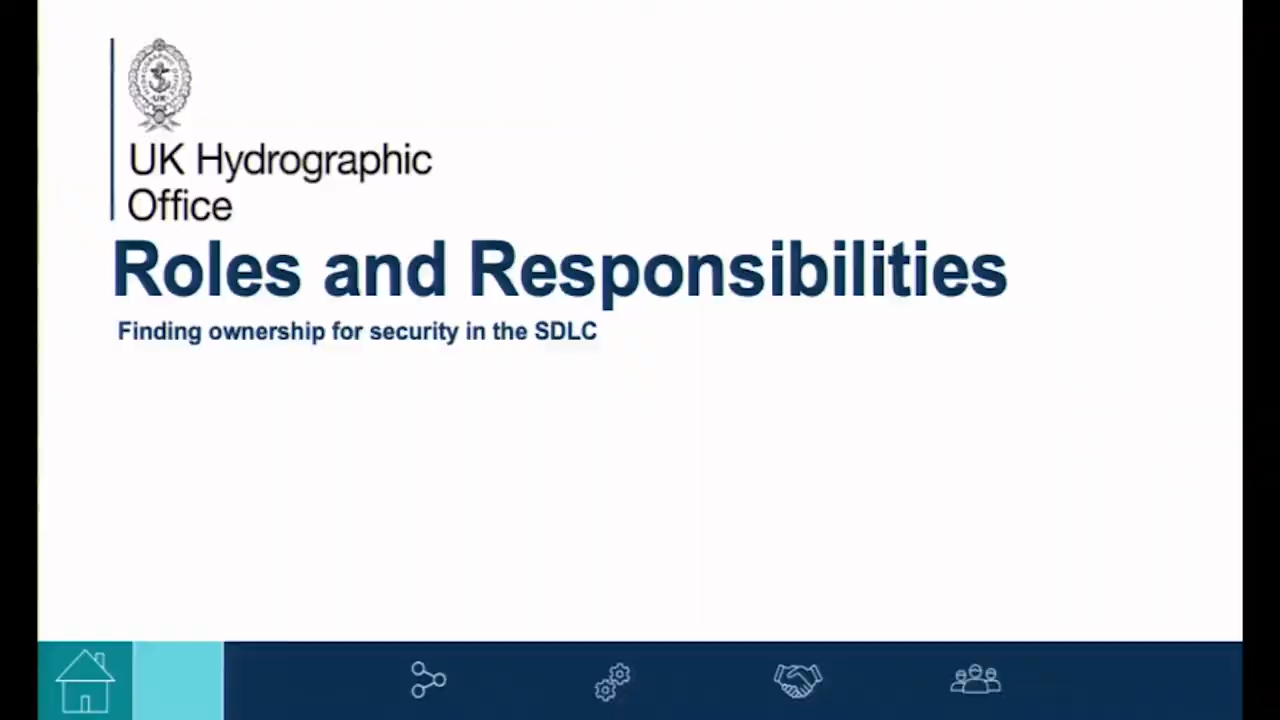 UK Hydrographic
Office
Roles and Responsibilities
Finding ownership for security in the SDLC